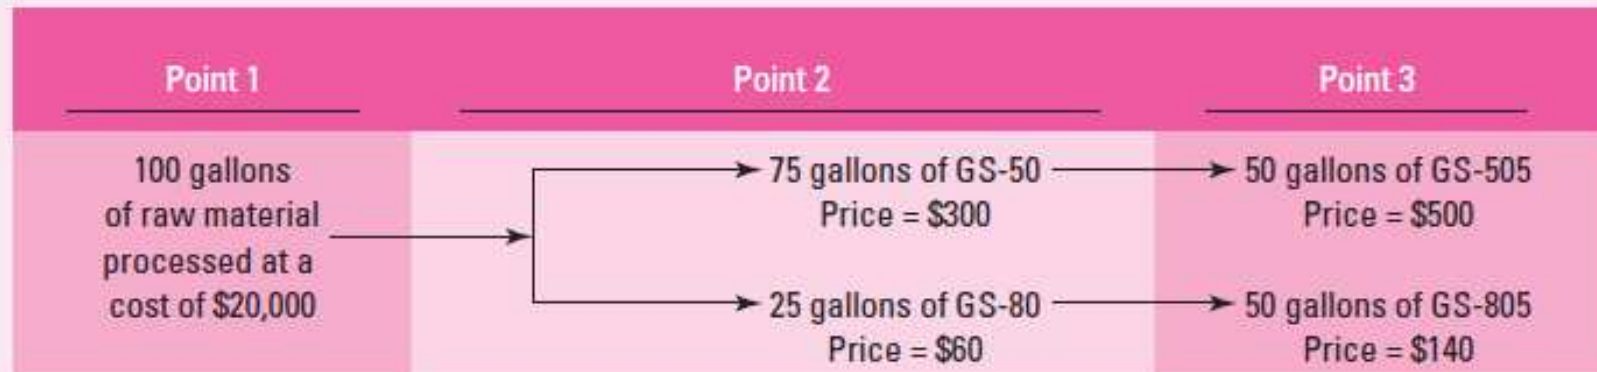 Point 1
Point 2
Point 3
100 gallons
of raw material
processed at a
cost of $20,000
75 gallons of GS-50
Price = $300
25 gallons of GS-80
Price = $60
50 gallons of GS-505
Price = $500
50 gallons of GS-805
Price = $140